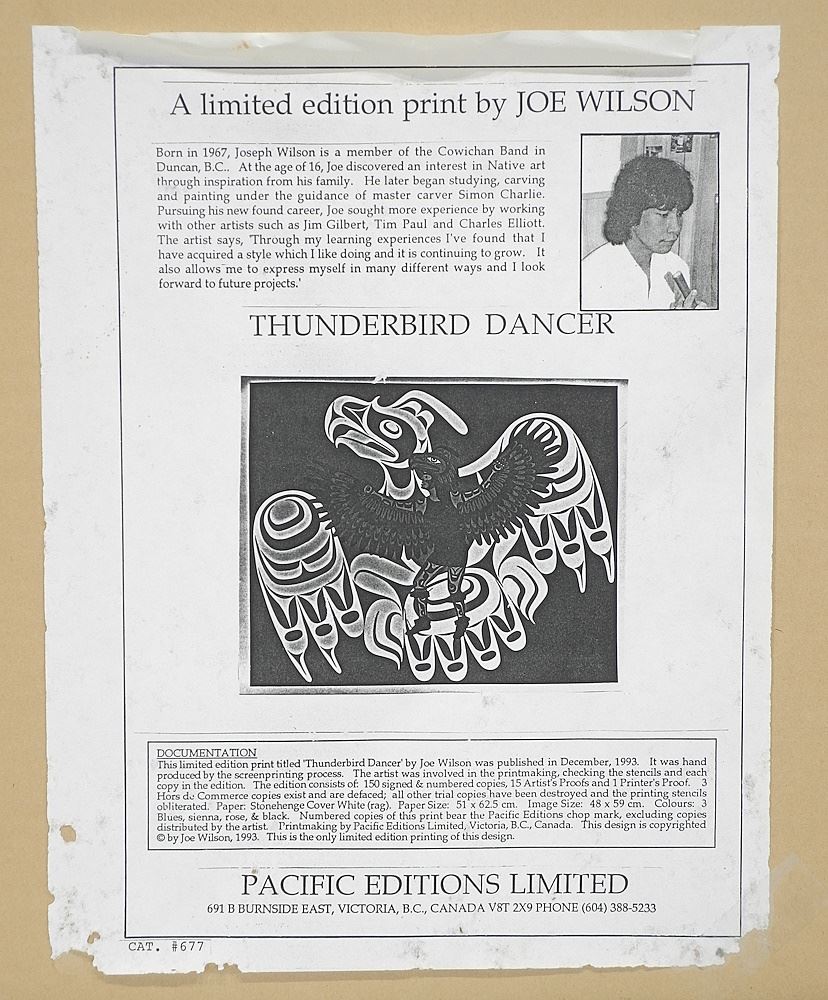 A limited edition print by JOE WILSON
Born in 1967, Joseph Wilson is a member of the Cowichan Band in
Duncan, B.C.. At the age of 16, Joe discovered an interest in Native art
through inspiration from his family. He later began studying, carving
and painting under the guidance of master carver Simon Charlie.
Pursuing his new found career, Joe sought more experience by working
with other artists such as Jim Gilbert, Tim Paul and Charles Elliott.
The artist says, 'Through my learning experiences I've found that I
have acquired a style which I like doing and it is continuing to grow. It
also allows me to express myself in many different ways and I look
forward to future projects.'
THUNDERBIRD DANCER
DOCUMENTATION
This limited edition print titled 'Thunderbird Dancer' by Joe Wilson was published in December, 1993. It was hand
produced by the screenprinting process. The artist was involved in the printmaking, checking the stencils and each
copy in the edition. The edition consists of: 150 signed & numbered copies, 15 Artist's Proofs and 1 Printer's Proof. 3
Hors de Commerce copies exist and are defaced; all other trial copies have been destroyed and the printing stencils
obliterated. Paper: Stonehenge Cover White (rag). Paper Size: 51 x 62.5 cm. Image Size: 48 x 59 cm. Colours: 3
Blues, sienna, rose, & black. Numbered copies of this print bear the Pacific Editions chop mark, excluding copies
distributed by the artist. Printmaking by Pacific Editions Limited, Victoria, B.C., Canada. This design is copyrighted
© by Joe Wilson, 1993. This is the only limited edition printing of this design.
PACIFIC EDITIONS LIMITED
691 B BURNSIDE EAST, VICTORIA, B.C., CANADA V8T 2X9 PHONE (604) 388-5233
CAT. #677